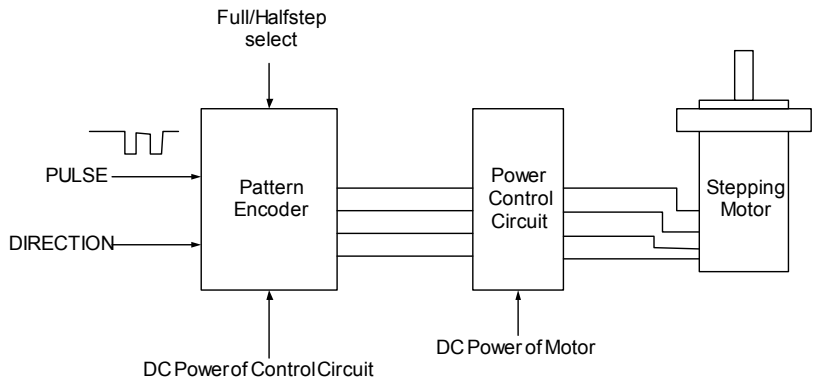 Full/Halfstep
select
PULSE
DIRECTION
Pattern
Encoder
Power
Control
Circuit
Stepping
Motor
DC Power of Control Circuit
DC Power of Motor